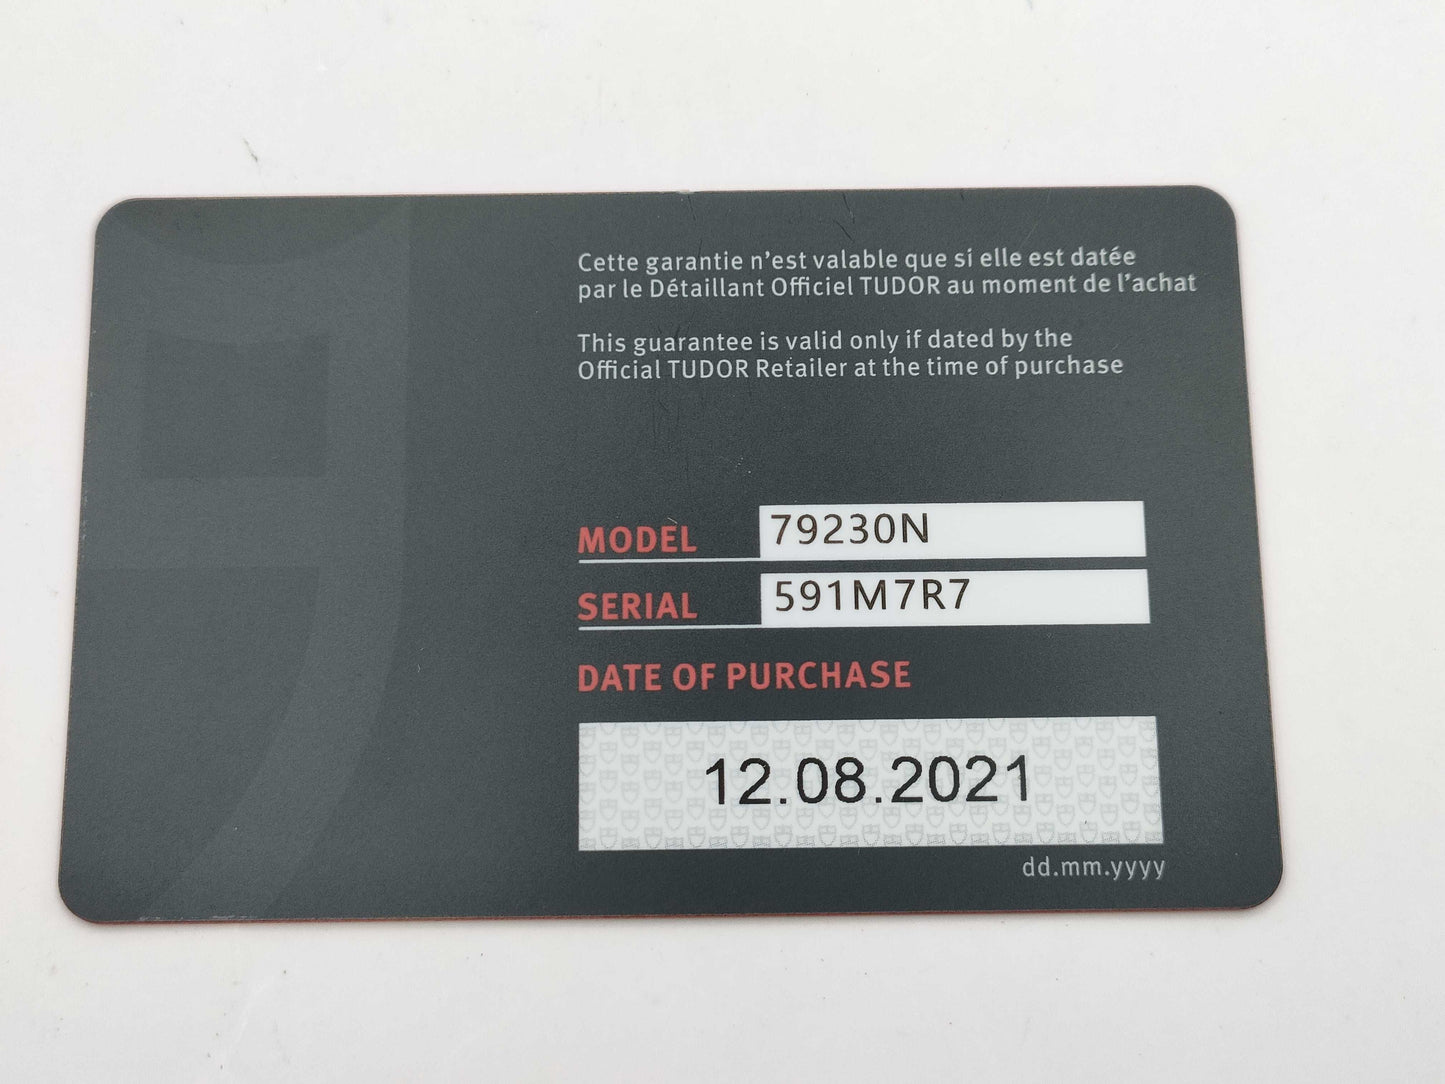 Cette garantie n'est valable que si elle est datée
par le Détaillant Officiel TUDOR au moment de l'achat
This guarantee is valid only if dated by the
Official TUDOR Retailer at the time of purchase
MODEL 79230N
SERIAL 591M7R7
DATE OF PURCHASE
12.08.2021
dd.mm.yyyy